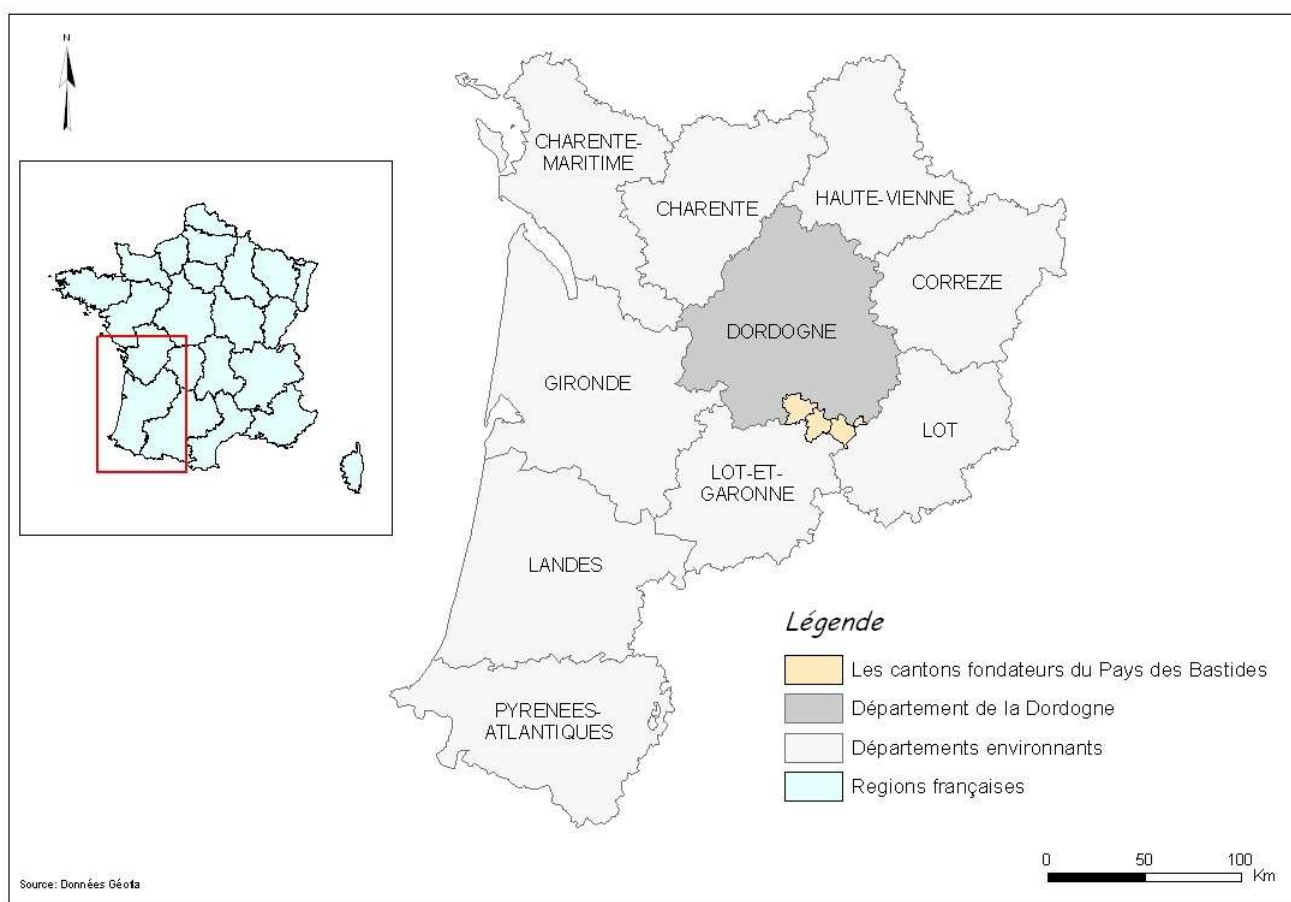 N
CHARENTE-
MARITIME
CHARENTE
HAUTE-VIENNE
CORREZE
DORDOGNE
GIRONDE
LOT
LOT-ET-
GARONNE
LANDES
PYRENEES-
ATLANTIQUES
Légende
Les cantons fondateurs du Pays des Bastides
Département de la Dordogne
Départements environnants
Regions françaises
0 50 100
Km
Source: Données Géofla